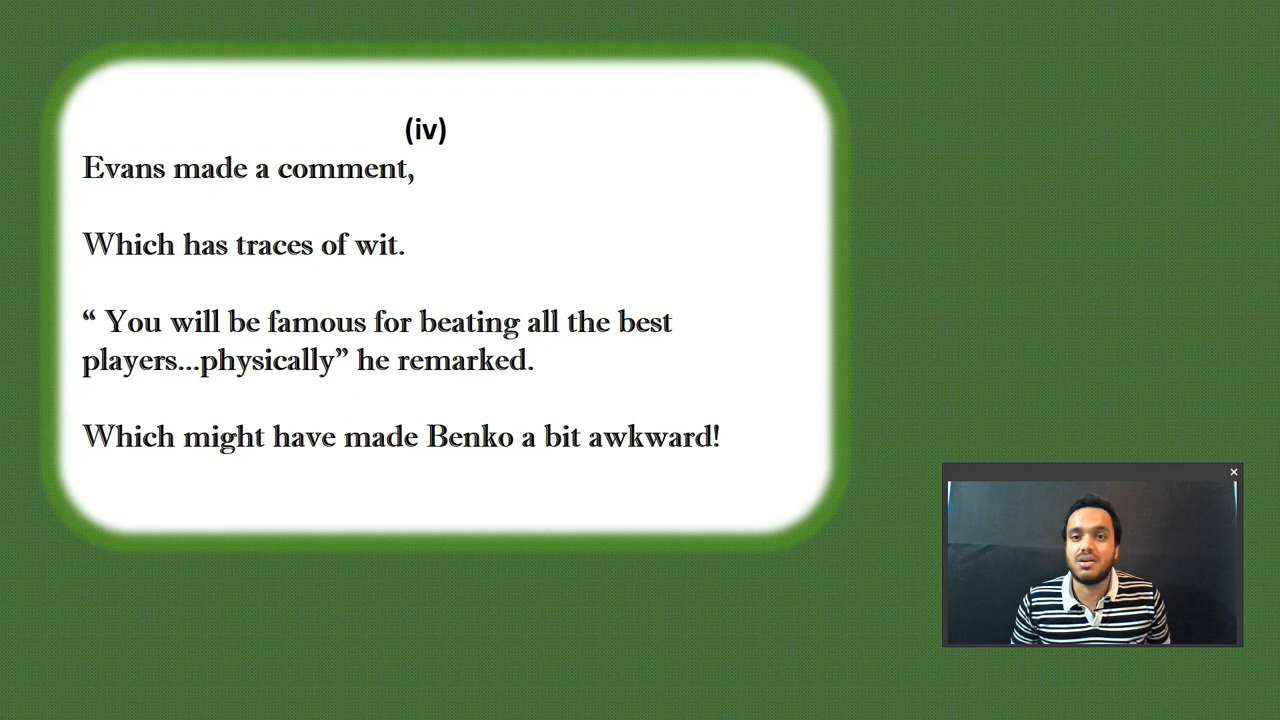 (iv)
Evans made a comment,
Which has traces of wit.
“ You will be famous for beating all the best
players...physically” he remarked.
Which might have made Benko a bit awkward!